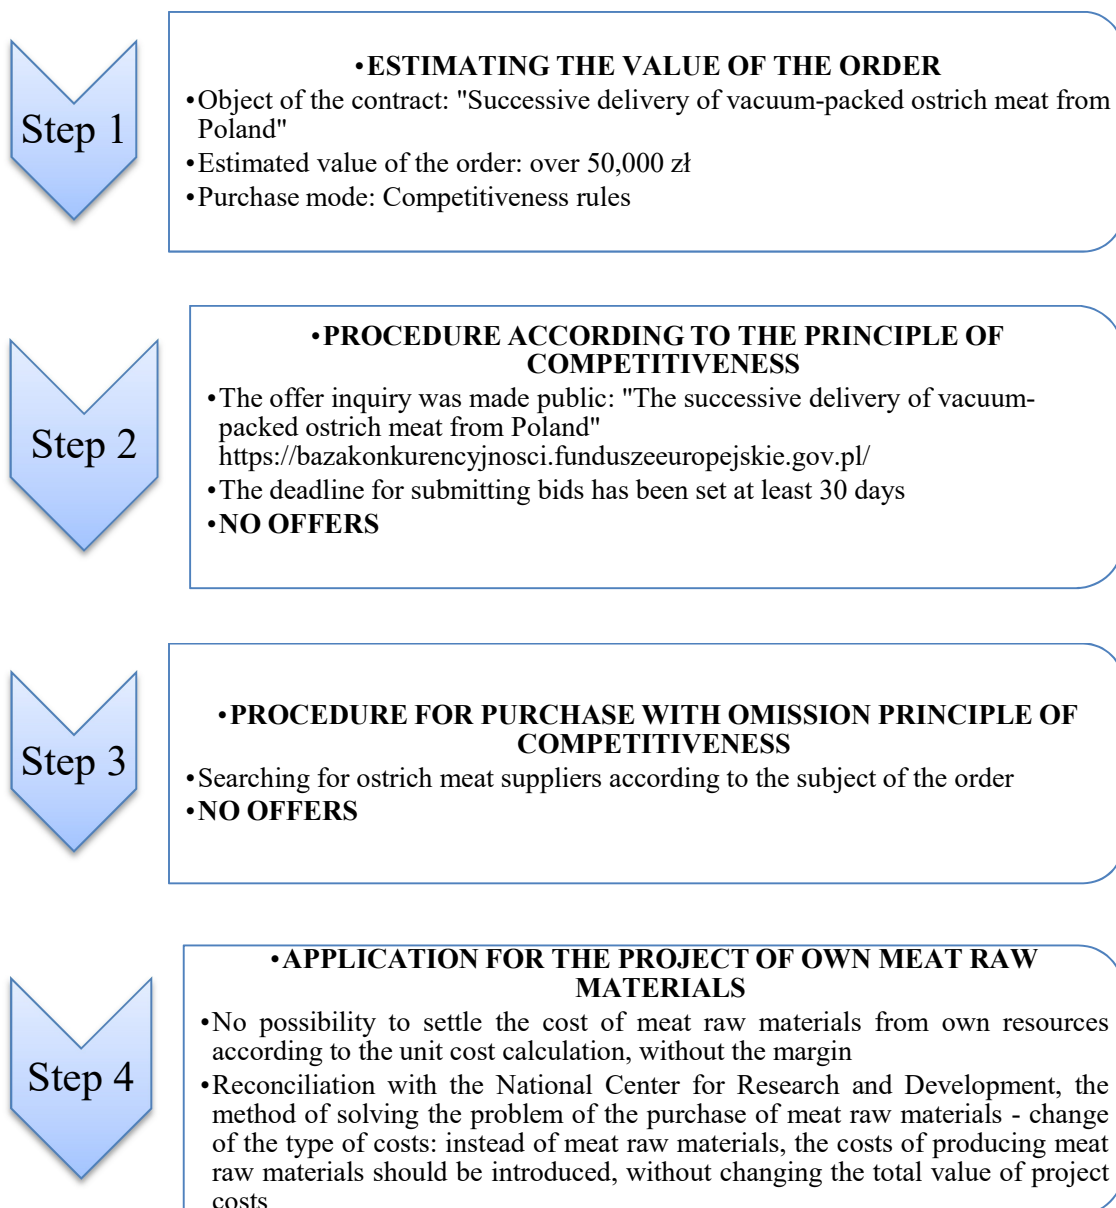 Step 1
•ESTIMATING THE VALUE OF THE ORDER
•Object of the contract: "Successive delivery of vacuum-packed ostrich meat from
Poland"
•Estimated value of the order: over 50,000 zł
•Purchase mode: Competitiveness rules
Step 2
•PROCEDURE ACCORDING TO THE PRINCIPLE OF
COMPETITIVENESS
•The offer inquiry was made public: "The successive delivery of vacuum-
packed ostrich meat from Poland"
https://bazakonkurencyjnosci.funduszeeuropejskie.gov.pl/
•The deadline for submitting bids has been set at least 30 days
•NO OFFERS
Step 3
•PROCEDURE FOR PURCHASE WITH OMISSION PRINCIPLE OF
COMPETITIVENESS
•Searching for ostrich meat suppliers according to the subject of the order
•NO OFFERS
Step 4
•APPLICATION FOR THE PROJECT OF OWN MEAT RAW
MATERIALS
•No possibility to settle the cost of meat raw materials from own resources
according to the unit cost calculation, without the margin
•Reconciliation with the National Center for Research and Development, the
method of solving the problem of the purchase of meat raw materials - change
of the type of costs: instead of meat raw materials, the costs of producing meat
raw materials should be introduced, without changing the total value of project
costs